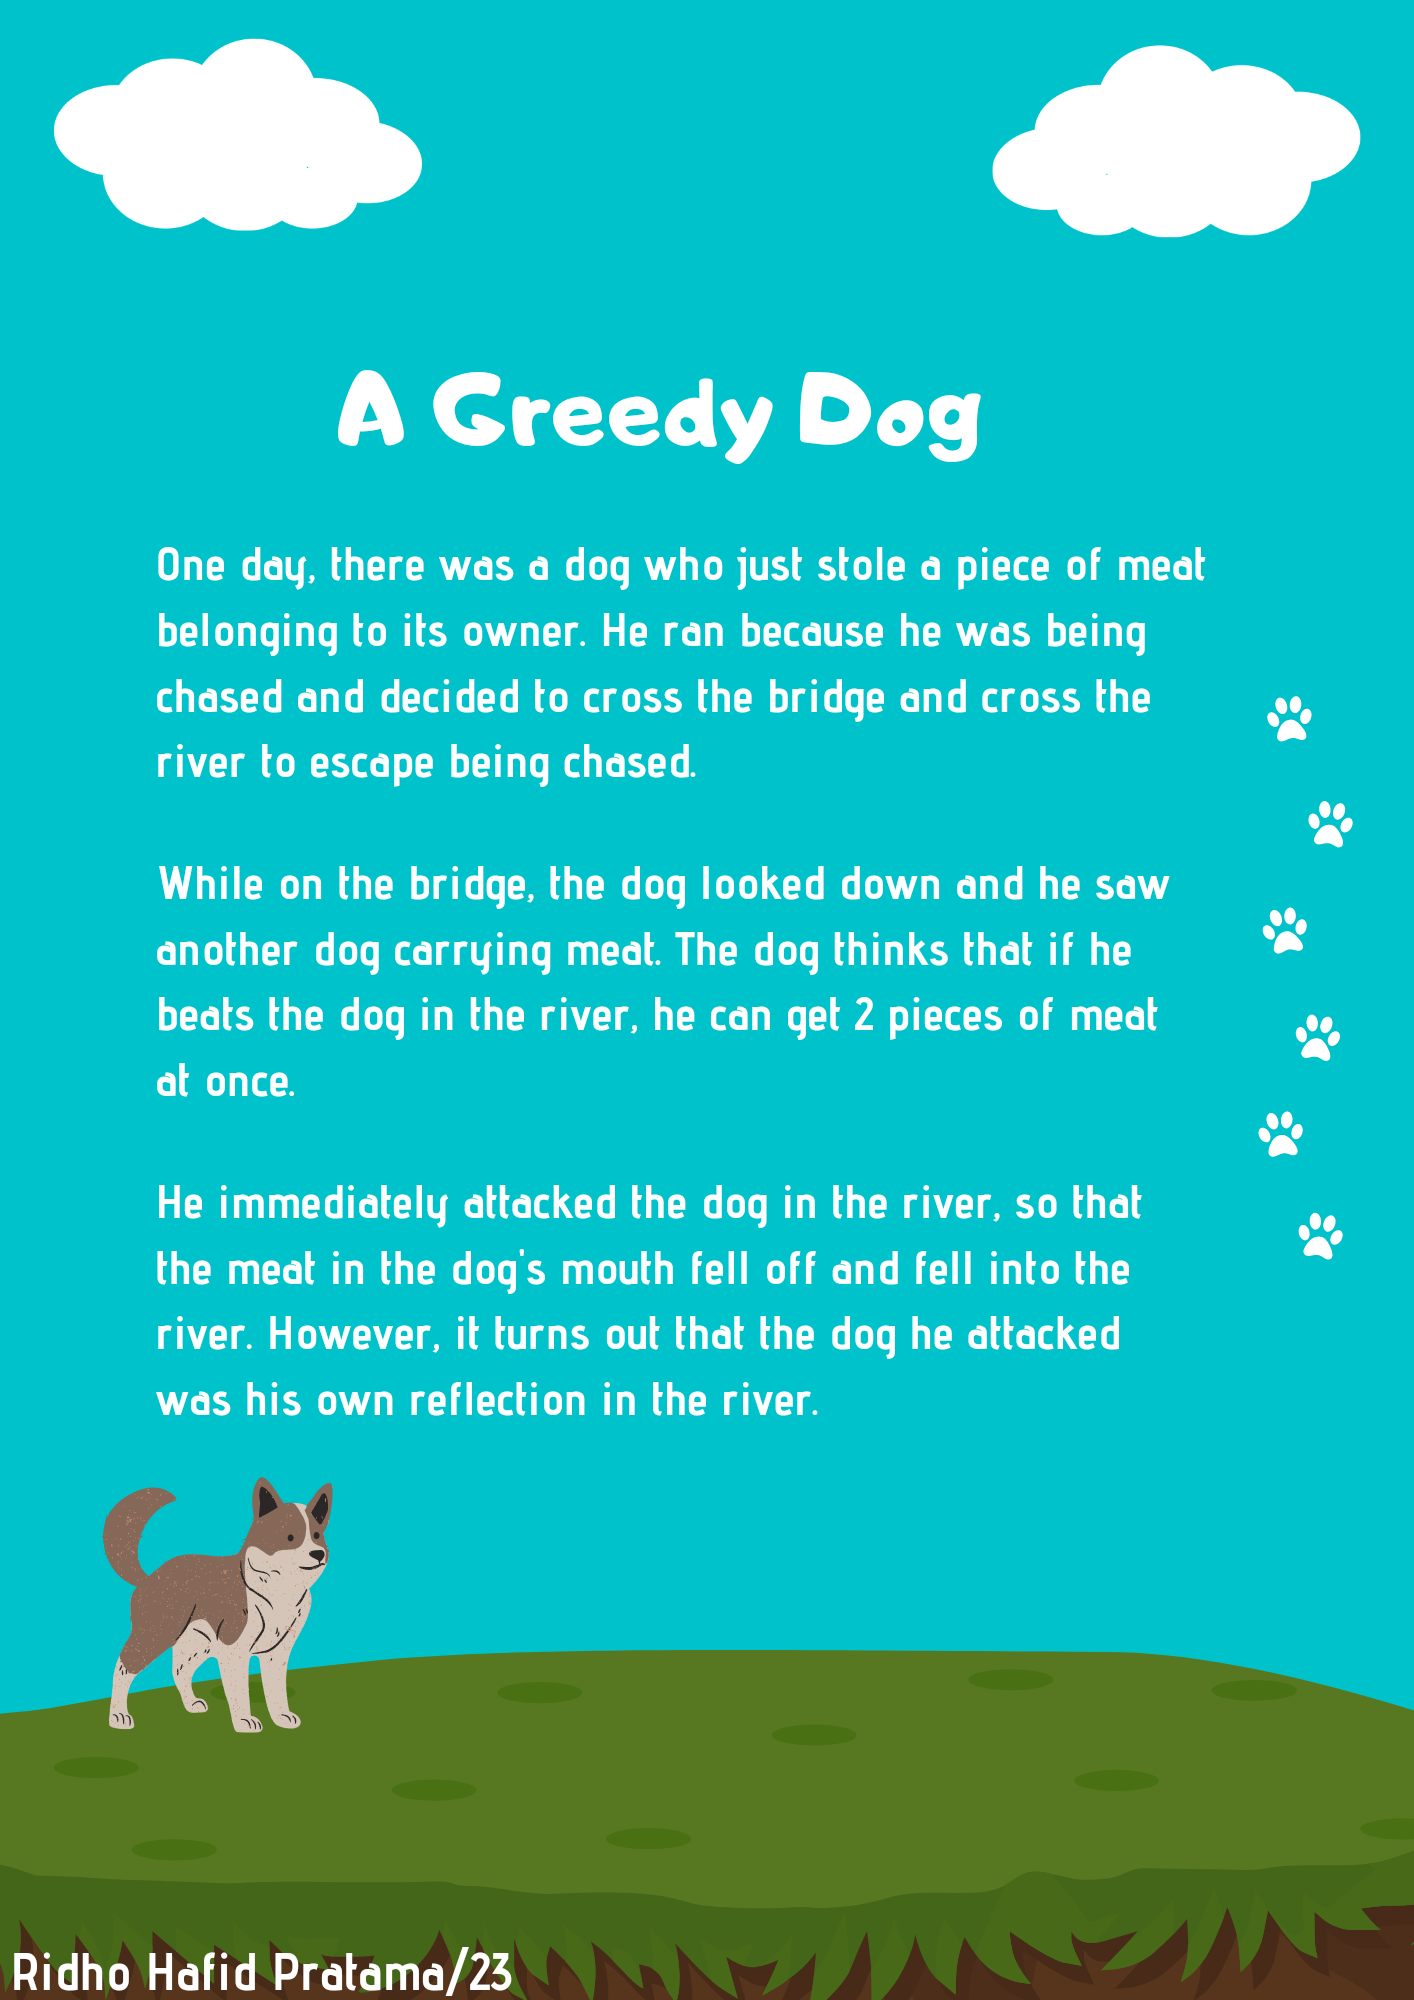 A Greedy Dog
One day, there was a dog who just stole a piece of meat
belonging to its owner. He ran because he was being
chased and decided to cross the bridge and cross the
river to escape being chased.
While on the bridge, the dog looked down and he saw
another dog carrying meat. The dog thinks that if he
beats the dog in the river, he can get 2 pieces of meat
at once.
He immediately attacked the dog in the river, so that
the meat in the dog's mouth fell off and fell into the
river. However, it turns out that the dog he attacked
was his own reflection in the river.
Ridho Hafid Pratama/23